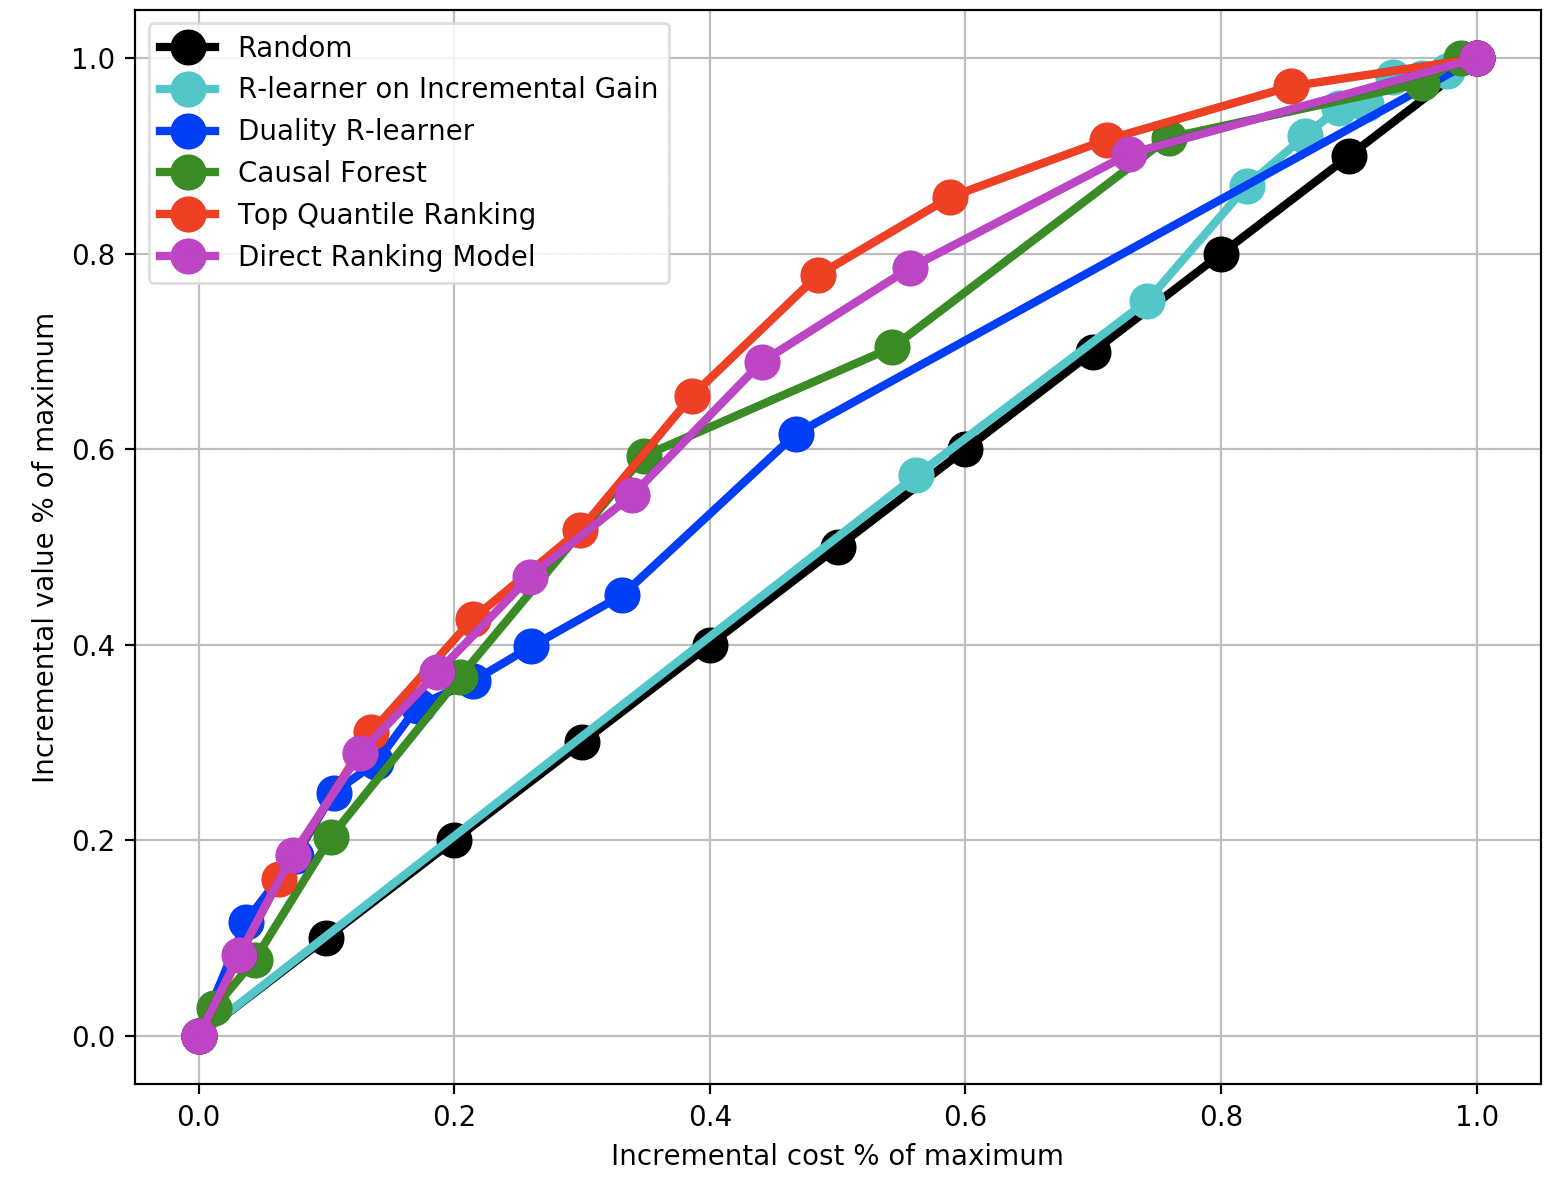 1.0
0.8
0.6
0.4
0.2
0.0
Incremental value % of maximum
Random
R-learner on Incremental Gain
Duality R-learner
Causal Forest
Top Quantile Ranking
Direct Ranking Model
0.0 0.2 0.4 0.6 0.8 1.0
Incremental cost % of maximum